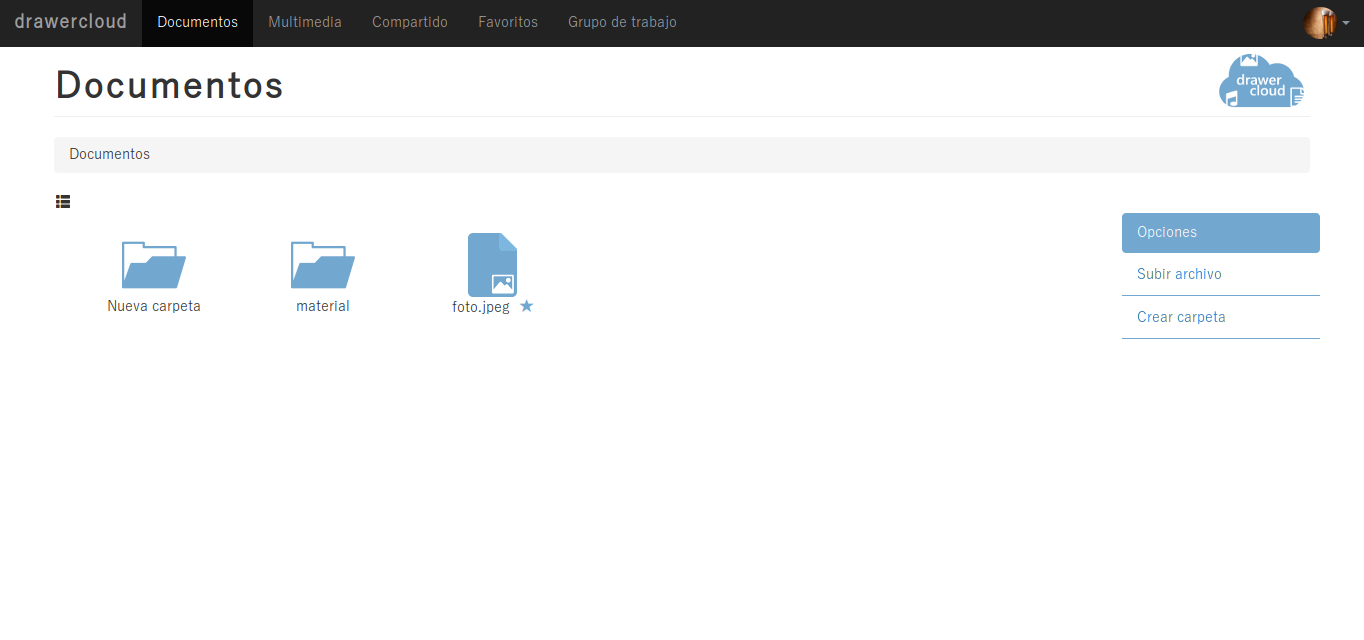 drawercloud Documentos Multimedia Compartido Favoritos Grupo de trabajo
Documentos
drawer
cloud
Documentos
Opciones
Subir archivo
Crear carpeta
Nueva carpeta
material
foto.jpeg